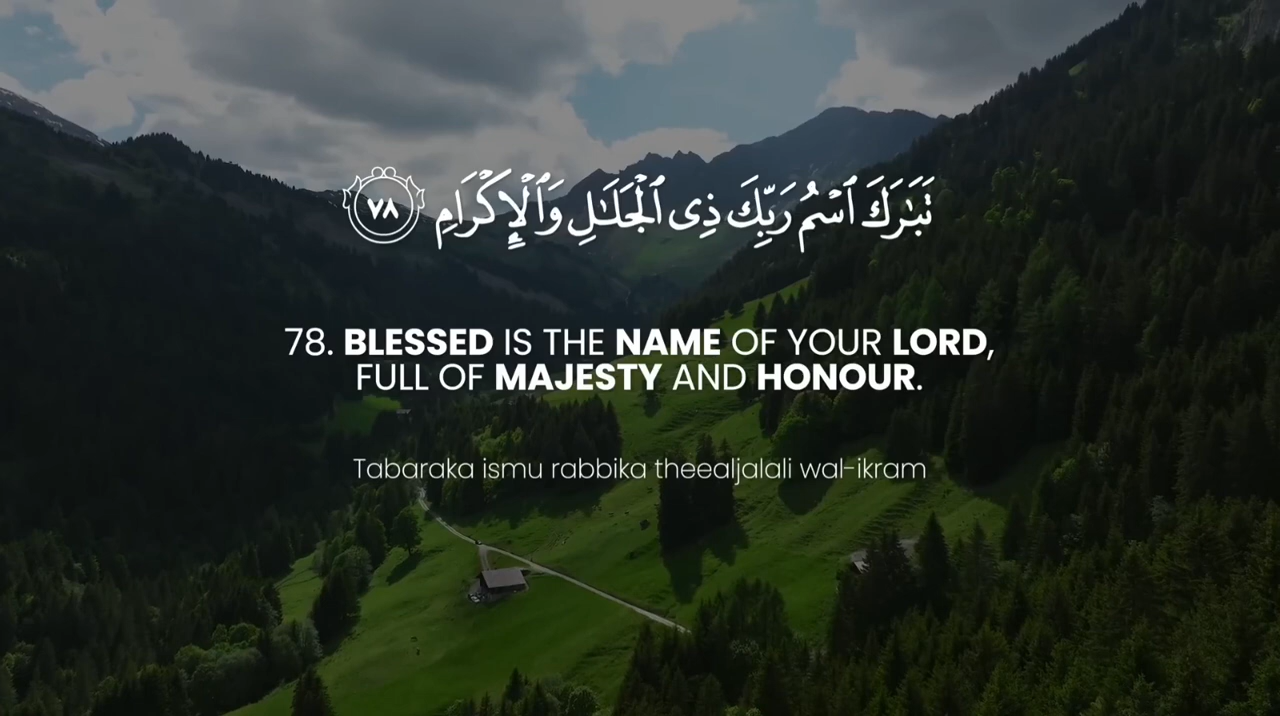 تَبَٰرَكَ ٱسْمُ رَبِّكَ ذِى ٱلْجَلَٰلِ وَٱلْإِكْرَامِ ٧٨
78. BLESSED IS THE NAME OF YOUR LORD,
FULL OF MAJESTY AND HONOUR.
Tabaraka ismu rabbika theealjalali wal-ikram